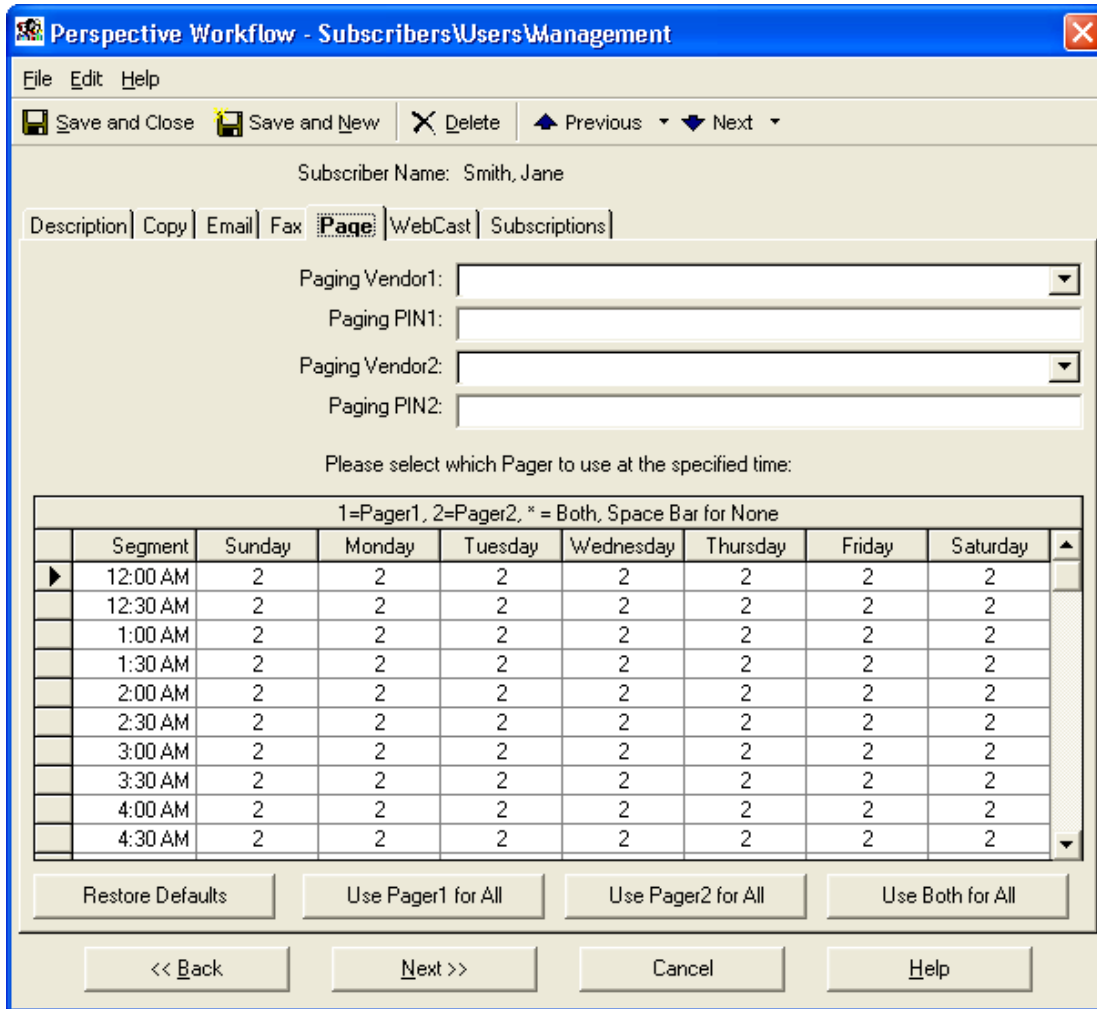 Perspective Workflow - Subscribers\Users\Management
File Edit Help
Save and Close Save and New Delete Previous Next
Subscriber Name: Smith, Jane
Description Copy Email Fax Page WebCast Subscriptions
Paging Vendor1:
Paging PIN1:
Paging Vendor2:
Paging PIN2:
Please select which Pager to use at the specified time:
1=Pager1, 2=Pager2, * = Both, Space Bar for None
Segment Sunday Monday Tuesday Wednesday Thursday Friday Saturday
12:00 AM 2 2 2 2 2 2 2
12:30 AM 2 2 2 2 2 2 2
1:00 AM 2 2 2 2 2 2 2
1:30 AM 2 2 2 2 2 2 2
2:00 AM 2 2 2 2 2 2 2
2:30 AM 2 2 2 2 2 2 2
3:00 AM 2 2 2 2 2 2 2
3:30 AM 2 2 2 2 2 2 2
4:00 AM 2 2 2 2 2 2 2
4:30 AM 2 2 2 2 2 2 2
Restore Defaults Use Pager1 for All Use Pager2 for All Use Both for All
<< Back Next >> Cancel Help